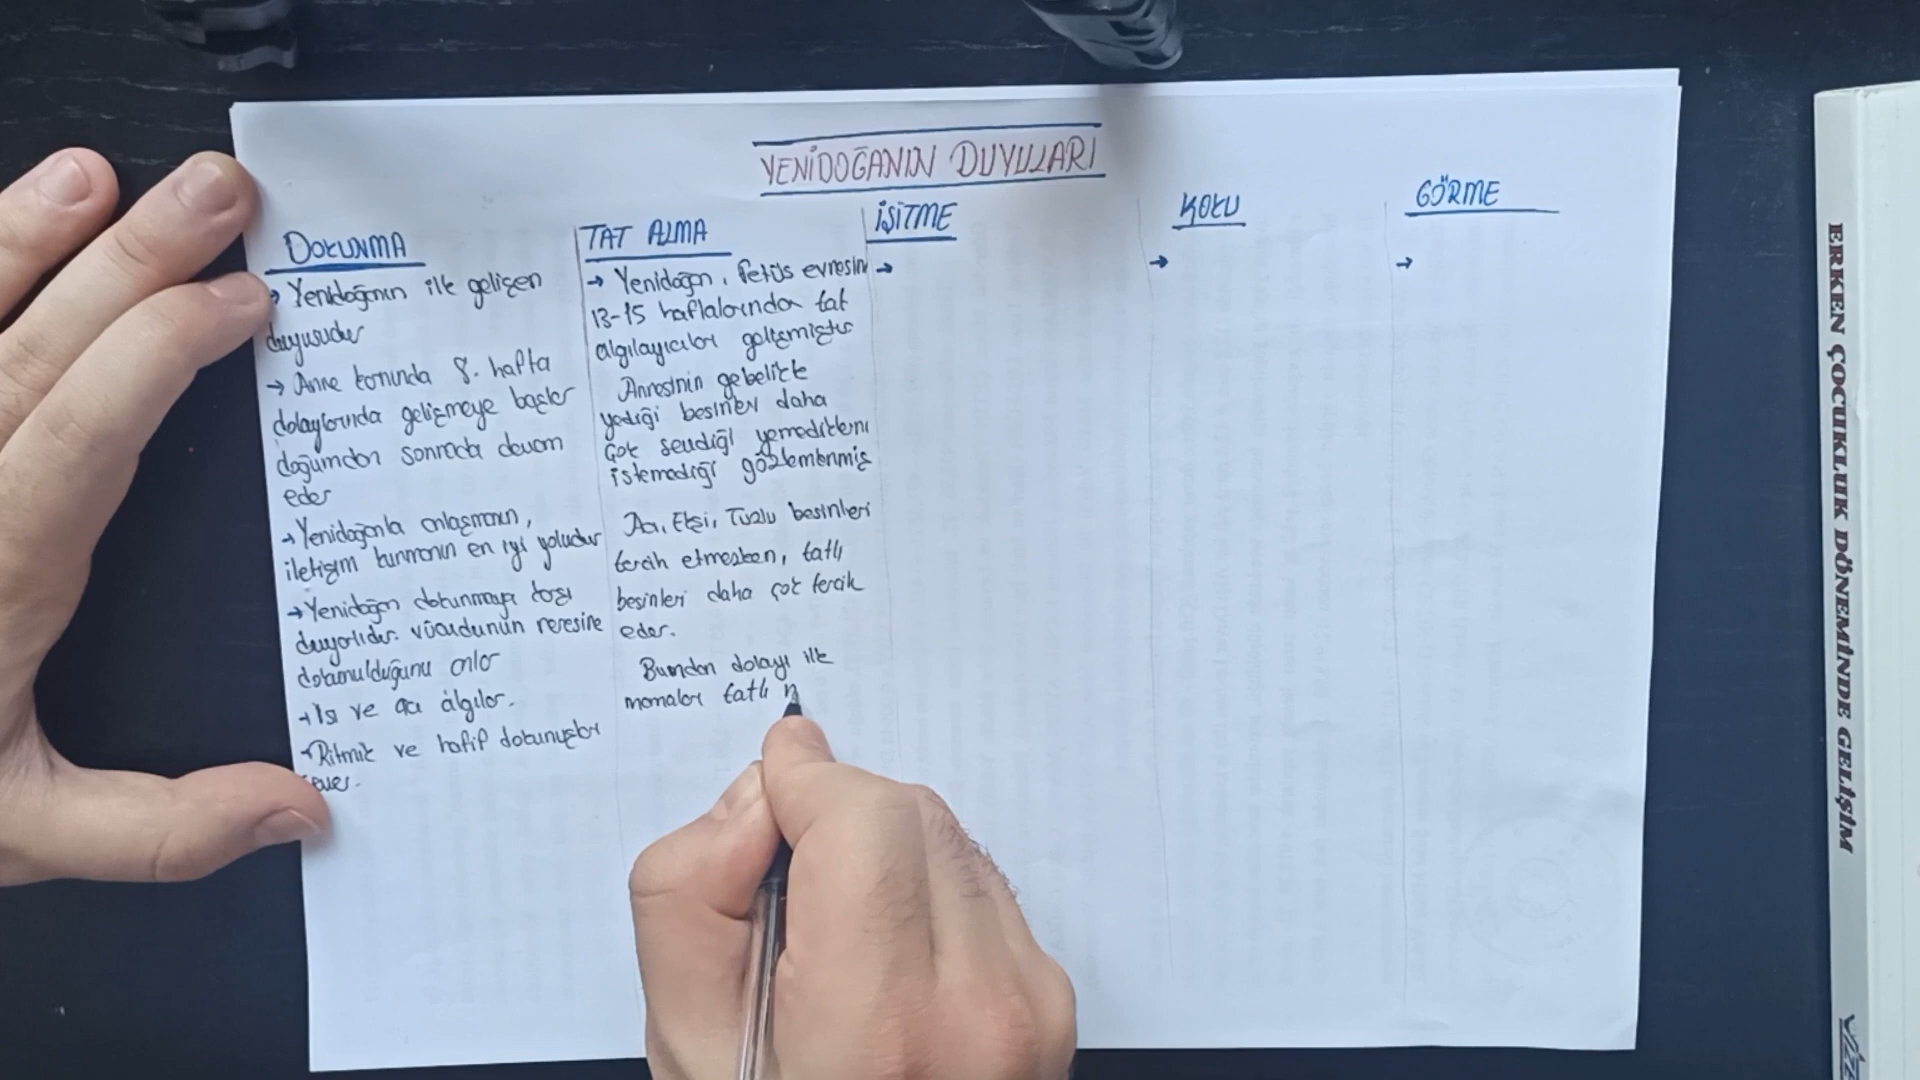 YENİDOĞANIN DUYULARI
DOKUNMA
→ Yenidoğanın ilk gelişen
duyusudur
→ Anne karnında 8. hafta
dolaylarında gelişmeye başlar
doğumdan sonrada devam
eder
→ Yenidoğanla anlaşmanın,
iletişim kurmanın en iyi yoludur
→ Yenidoğan dokunmaya karşı
duyarlıdır. vücudunun neresine
dokunulduğunu anlar
→ Isı ve acı algılar.
→ Ritmik ve hafif dokunuşları
sever.
TAT ALMA
→ Yenidoğan, fetüs evresin
13-15 haftalarında tat
algılayıcılar gelişmiştir
Annesinin gebelikte
yediği besinleri daha
çok sevdiği yemediklerini
istemediği gözlemlenmiş
Acı, Ekşi, Tuzlu besinleri
tercih etmezken, tatlı
besinleri daha çok tercih
eder.
Bundan dolayı ilk
mamalar tatlı
İŞİTME
→
KOKU
→
GÖRME
→
ERKEN ÇOCUKLUK DÖNEMİNDE GELİŞİM
VİZE